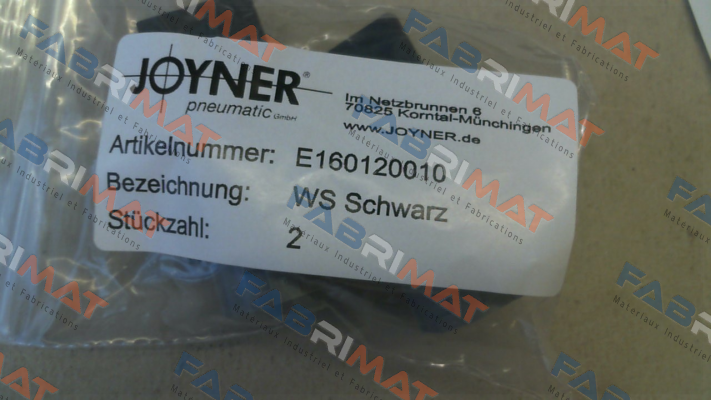 JOYNER®
pneumatic GmbH
Im Netzbrunnen 6
70825 Korntal-Münchingen
www.JOYNER.de
Artikelnummer: E160120010
Bezeichnung: WS Schwarz
Stückzahl: 2
FABRIMAT
Materiaux Industriel et Fabrications